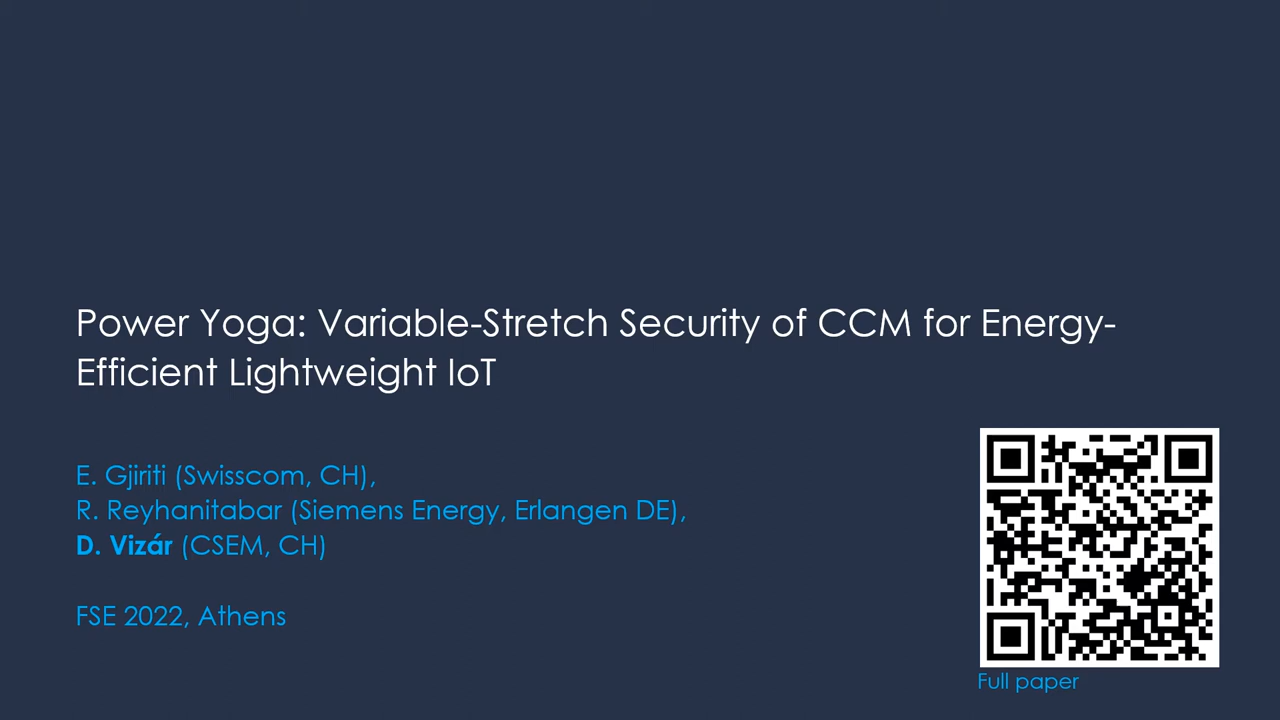 Power Yoga: Variable-Stretch Security of CCM for Energy-
Efficient Lightweight IoT
E. Gjiriti (Swisscom, CH),
R. Reyhanitabar (Siemens Energy, Erlangen DE),
D. Vizár (CSEM, CH)
FSE 2022, Athens
Full paper